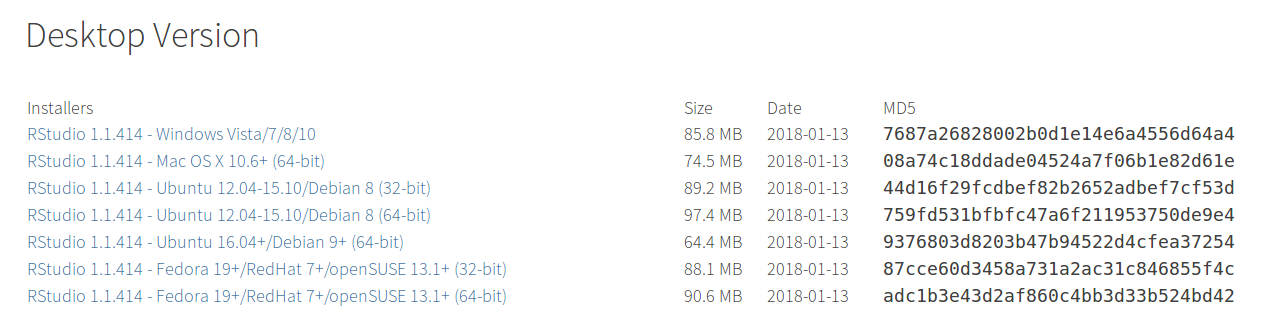 Desktop Version
Installers Size Date MD5
RStudio 1.1.414 - Windows Vista/7/8/10 85.8 MB 2018-01-13 7687a26828002b0d1e14e6a4556d64a4
RStudio 1.1.414 - Mac OS X 10.6+ (64-bit) 74.5 MB 2018-01-13 08a74c18ddade04524a7f06b1e82d61e
RStudio 1.1.414 - Ubuntu 12.04-15.10/Debian 8 (32-bit) 89.2 MB 2018-01-13 44d16f29fcdbef82b2652adbef7cf53d
RStudio 1.1.414 - Ubuntu 12.04-15.10/Debian 8 (64-bit) 97.4 MB 2018-01-13 759fd531bfbfc47a6f211953750de9e4
RStudio 1.1.414 - Ubuntu 16.04+/Debian 9+ (64-bit) 64.4 MB 2018-01-13 9376803d8203b47b94522d4cfea37254
RStudio 1.1.414 - Fedora 19+/RedHat 7+/openSUSE 13.1+ (32-bit) 88.1 MB 2018-01-13 87cce60d3458a731a2ac31c846855f4c
RStudio 1.1.414 - Fedora 19+/RedHat 7+/openSUSE 13.1+ (64-bit) 90.6 MB 2018-01-13 adc1b3e43d2af860c4bb3d33b524bd42